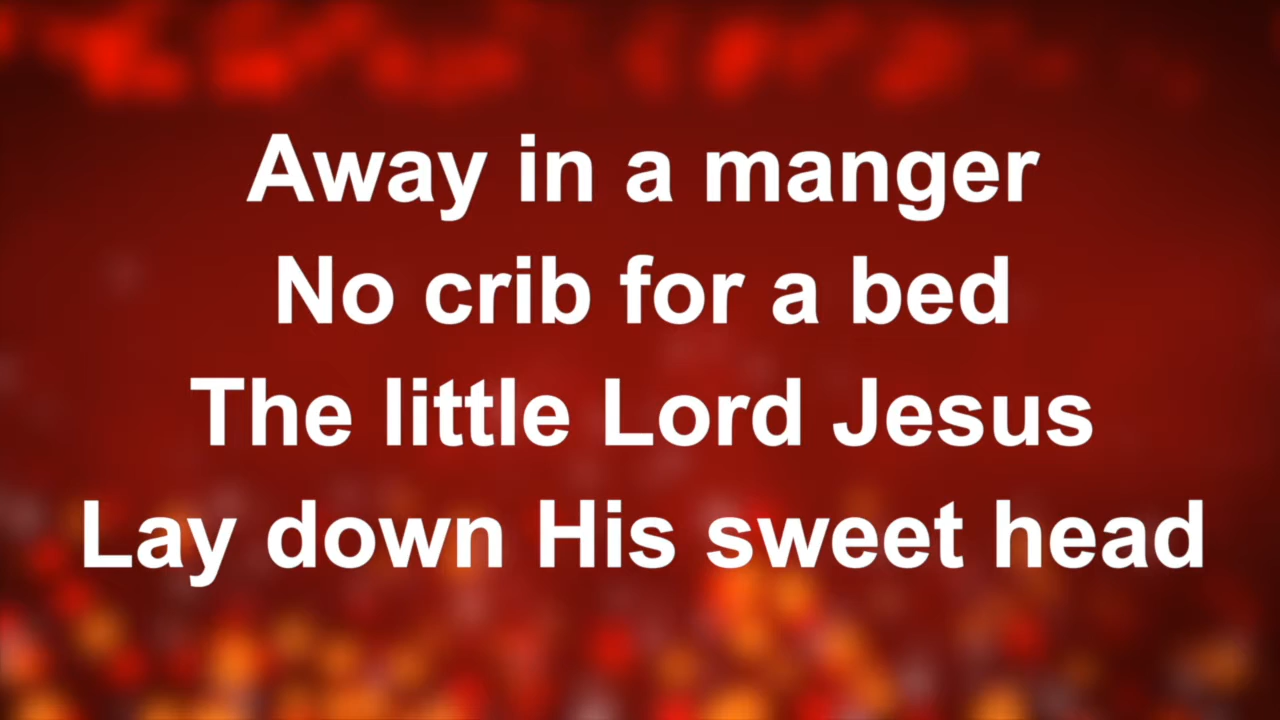 Away in a manger
No crib for a bed
The little Lord Jesus
Lay down His sweet head